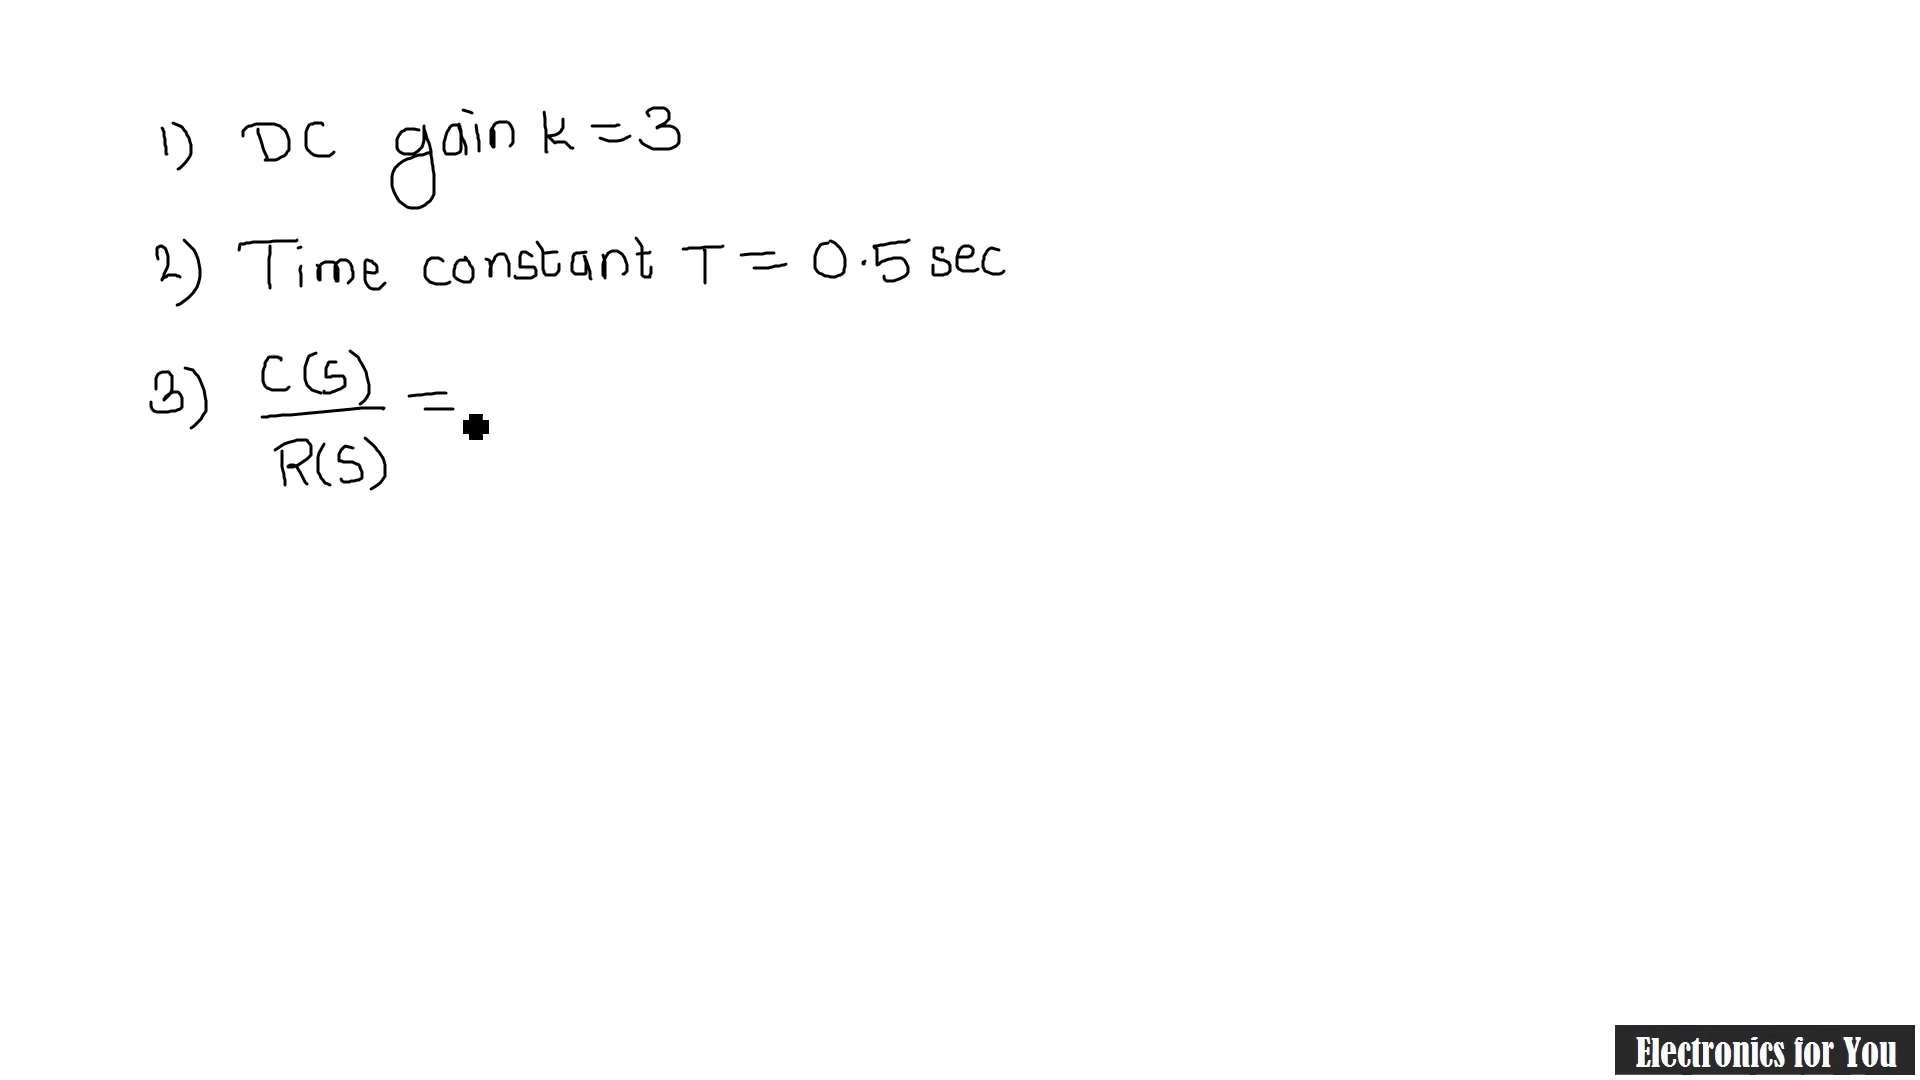 1) DC gain K = 3
2) Time constant T = 0.5 sec
3) C(s)/R(s) =
Electronics for You